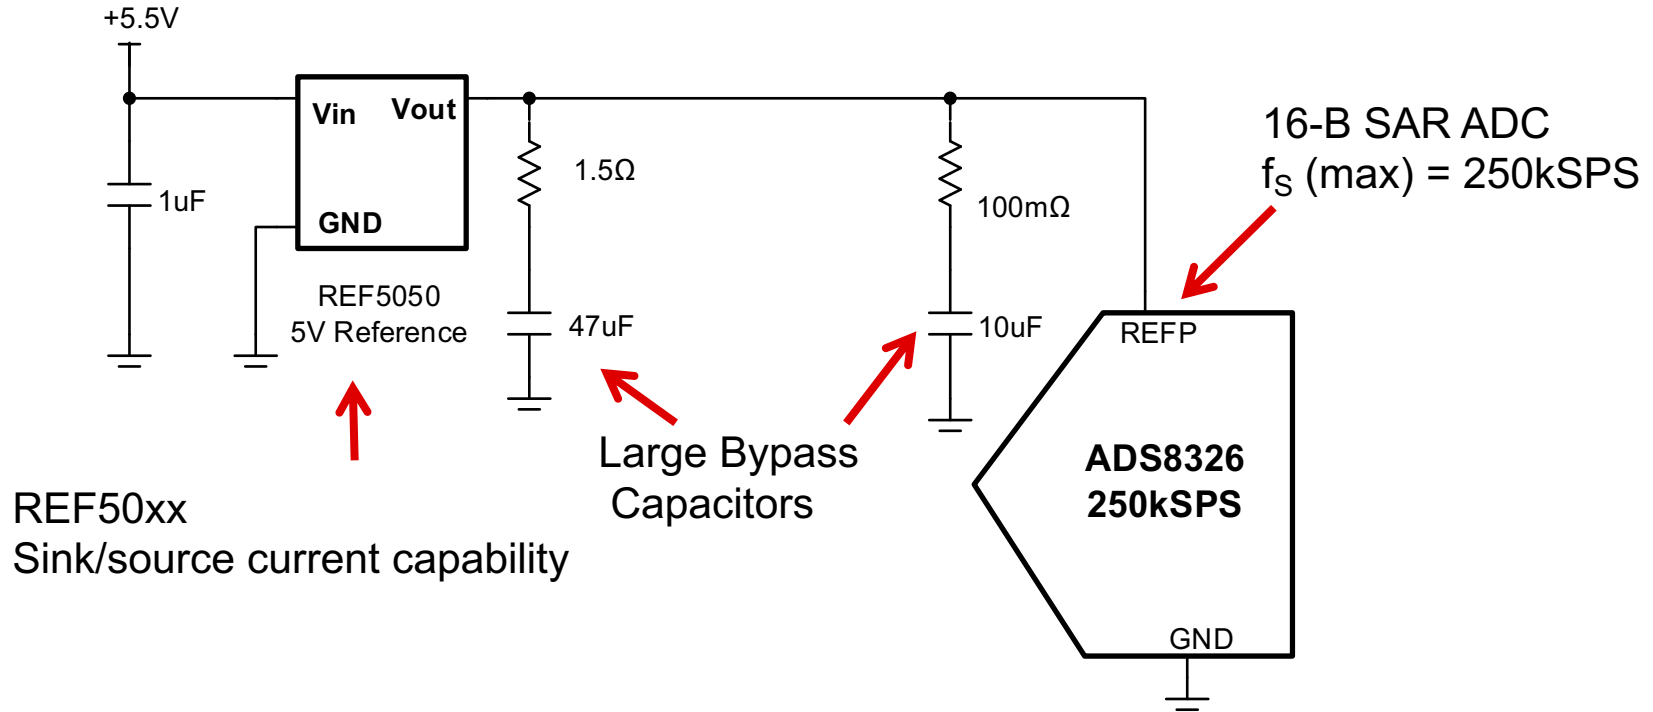 +5.5V
Vin
Vout
GND
1uF
REF5050
5V Reference
1.5Ω
47uF
100mΩ
10uF
16-B SAR ADC
fS (max) = 250kSPS
REFP
ADS8326
250kSPS
GND
Large Bypass
Capacitors
REF50xx
Sink/source current capability